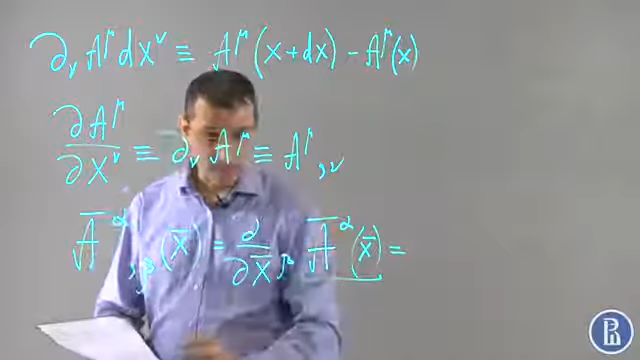 ∂_ν A^μ dx^ν ≡ A^μ (x+dx) − A^μ(x)
∂A^μ/∂x^ν ≡ ∂_ν A^μ ≡ A^μ_{,ν}
A̅^α_{,β} (x̅) = ∂/∂x̅^β A̅^α (x̅) =